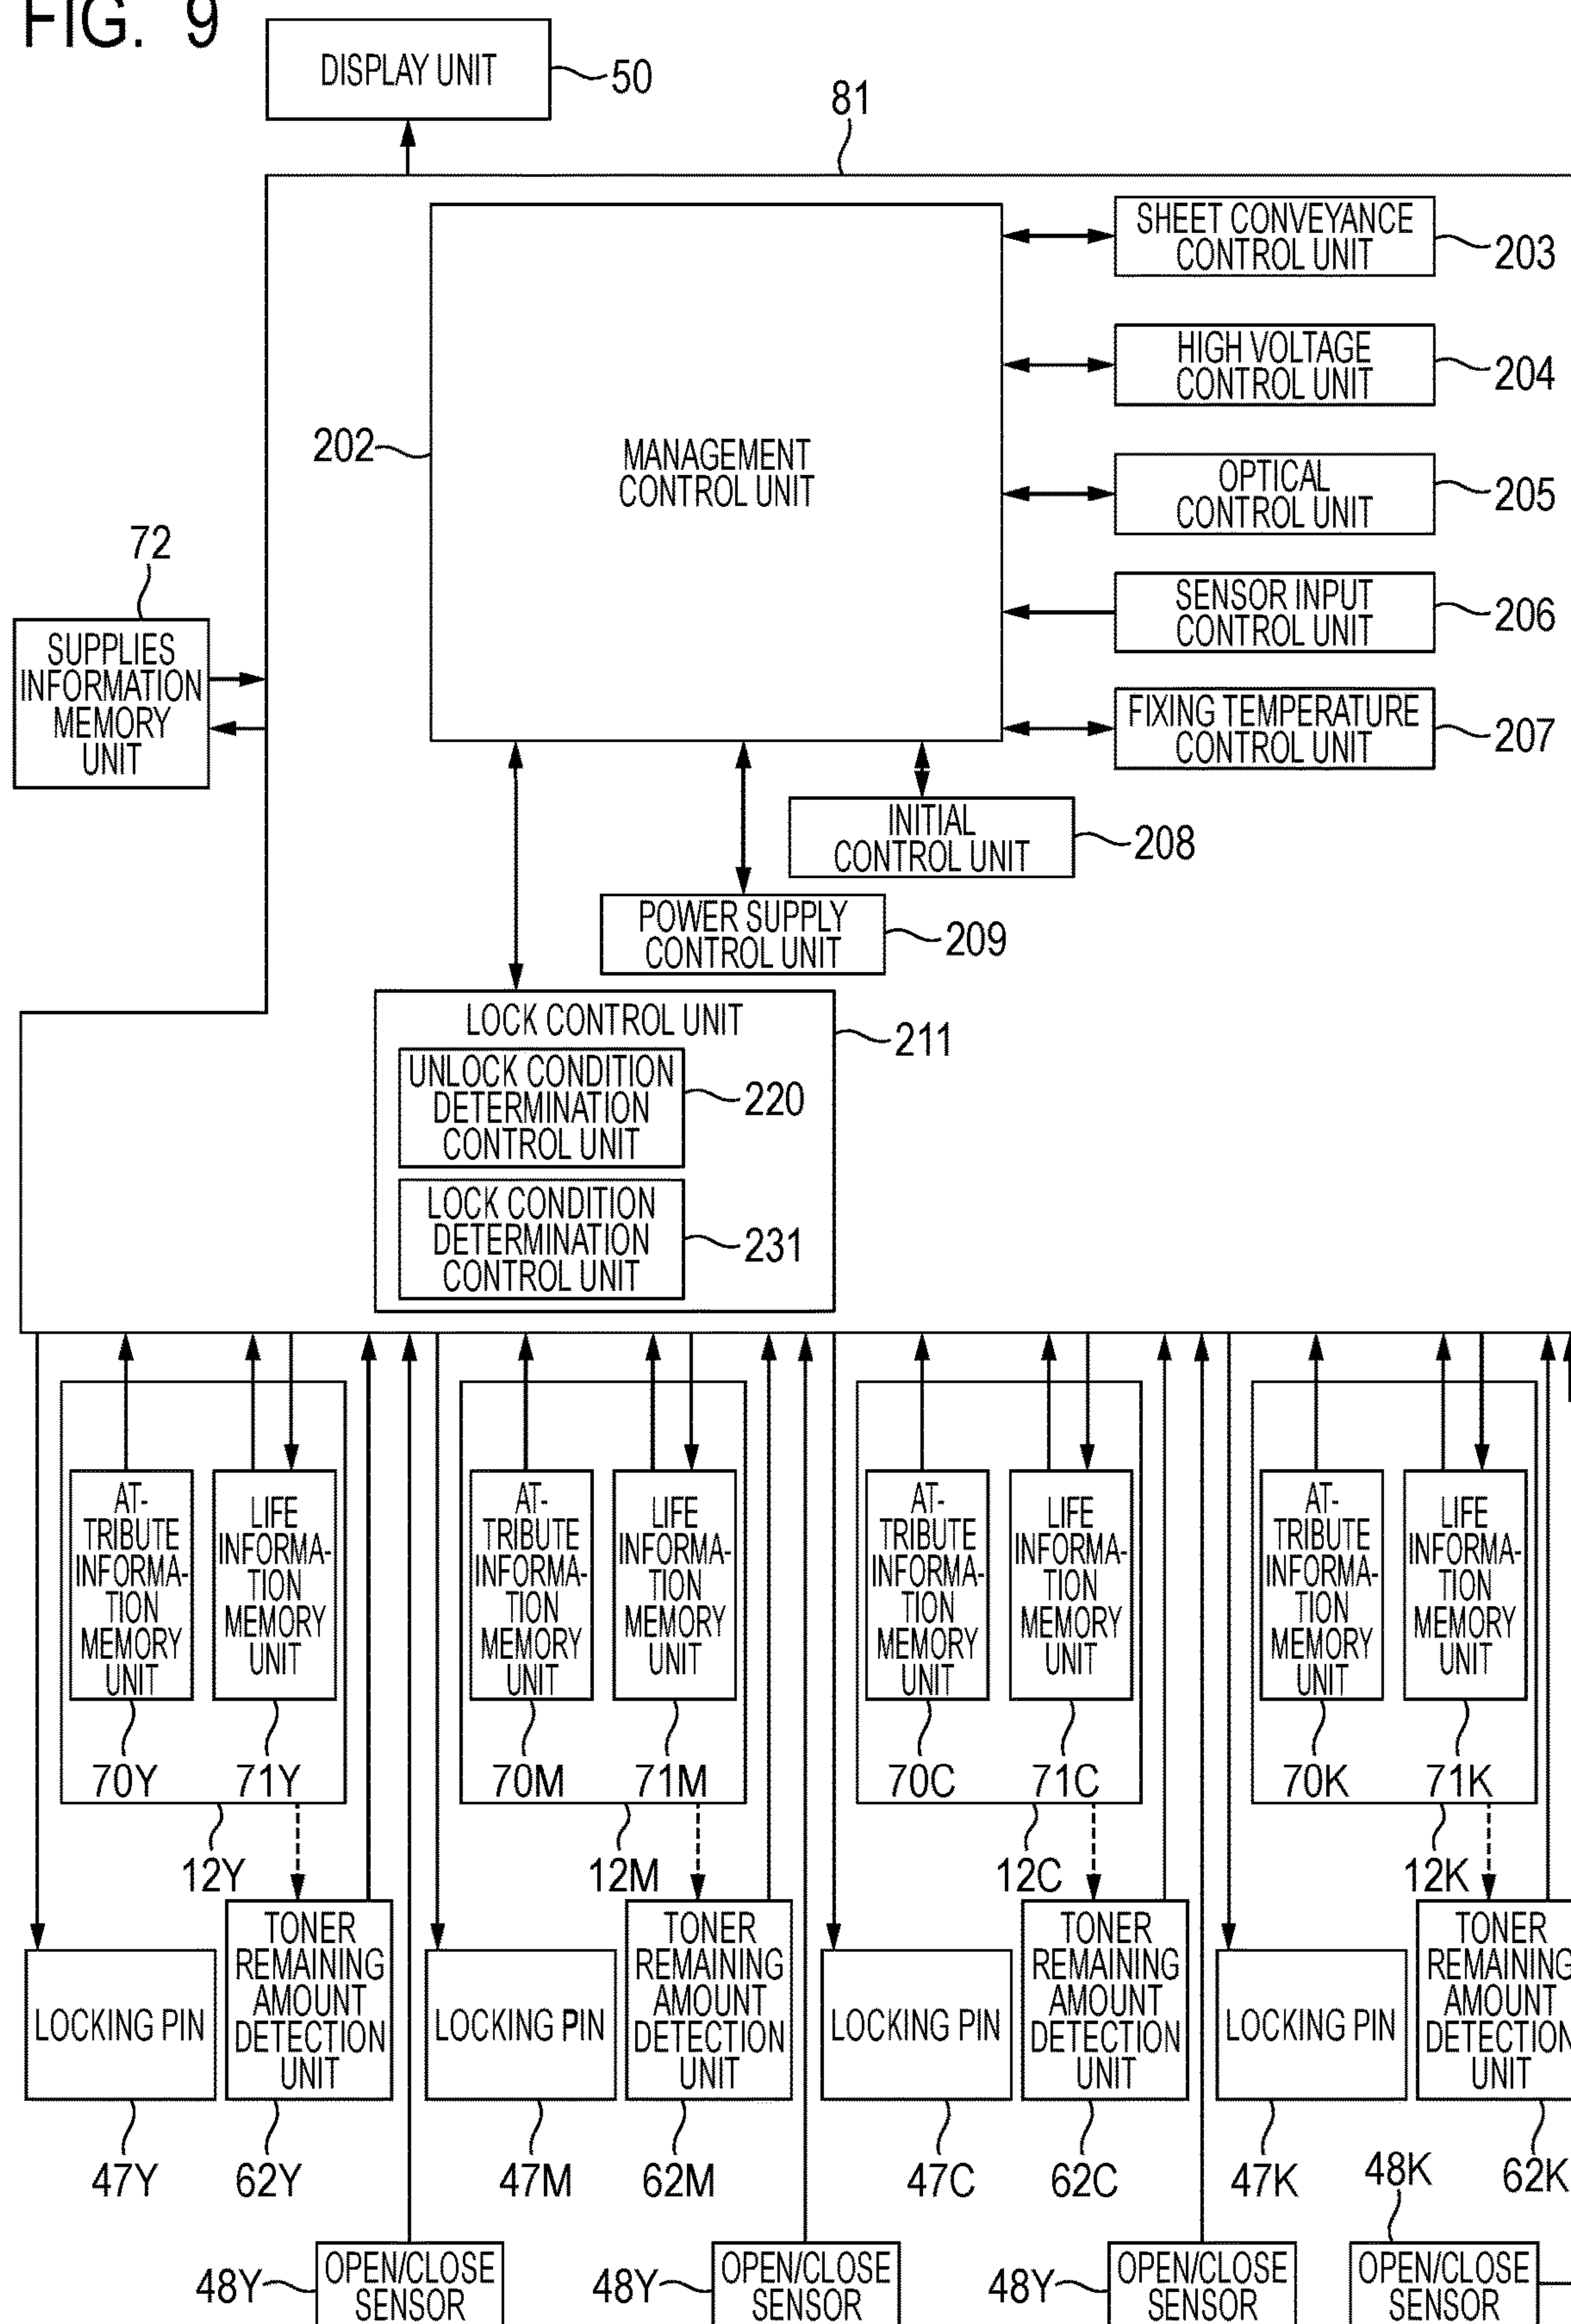 FIG. 9
DISPLAY UNIT
50
81
SHEET CONVEYANCE
CONTROL UNIT
203
HIGH VOLTAGE
CONTROL UNIT
204
202
MANAGEMENT
CONTROL UNIT
OPTICAL
CONTROL UNIT
205
72
SENSOR INPUT
CONTROL UNIT
206
SUPPLIES
INFORMATION
MEMORY
UNIT
FIXING TEMPERATURE
CONTROL UNIT
207
INITIAL
CONTROL UNIT
208
POWER SUPPLY
CONTROL UNIT
209
LOCK CONTROL UNIT
211
UNLOCK CONDITION
DETERMINATION
CONTROL UNIT
220
LOCK CONDITION
DETERMINATION
CONTROL UNIT
231
AT-
TRIBUTE
INFORMA-
TION
MEMORY
UNIT
LIFE
INFORMA-
TION
MEMORY
UNIT
AT-
TRIBUTE
INFORMA-
TION
MEMORY
UNIT
LIFE
INFORMA-
TION
MEMORY
UNIT
AT-
TRIBUTE
INFORMA-
TION
MEMORY
UNIT
LIFE
INFORMA-
TION
MEMORY
UNIT
AT-
TRIBUTE
INFORMA-
TION
MEMORY
UNIT
LIFE
INFORMA-
TION
MEMORY
UNIT
70Y
71Y
70M
71M
70C
71C
70K
71K
12Y
12M
12C
12K
LOCKING PIN
TONER
REMAINING
AMOUNT
DETECTION
UNIT
LOCKING PIN
TONER
REMAINING
AMOUNT
DETECTION
UNIT
LOCKING PIN
TONER
REMAINING
AMOUNT
DETECTION
UNIT
LOCKING PIN
TONER
REMAINING
AMOUNT
DETECTION
UNIT
47Y
62Y
47M
62M
47C
62C
47K
48K
62K
48Y
OPEN/CLOSE
SENSOR
48Y
OPEN/CLOSE
SENSOR
48Y
OPEN/CLOSE
SENSOR
OPEN/CLOSE
SENSOR